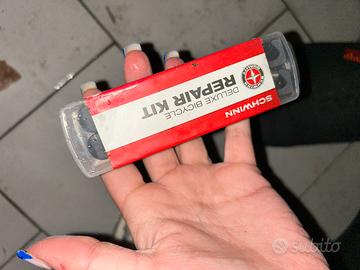 SCHWINN
DELUXE BICYCLE
REPAIR KIT
subito